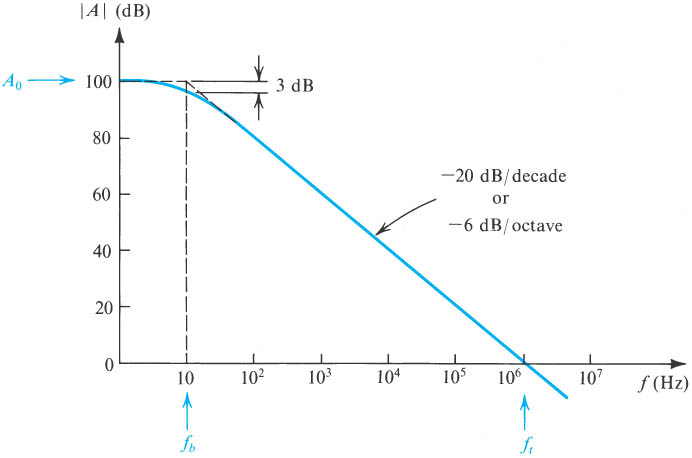 |A| (dB)
A₀
100
3 dB
80
60
−20 dB/decade
or
−6 dB/octave
40
20
0
10 10² 10³ 10⁴ 10⁵ 10⁶ 10⁷ f (Hz)
f_b f_t